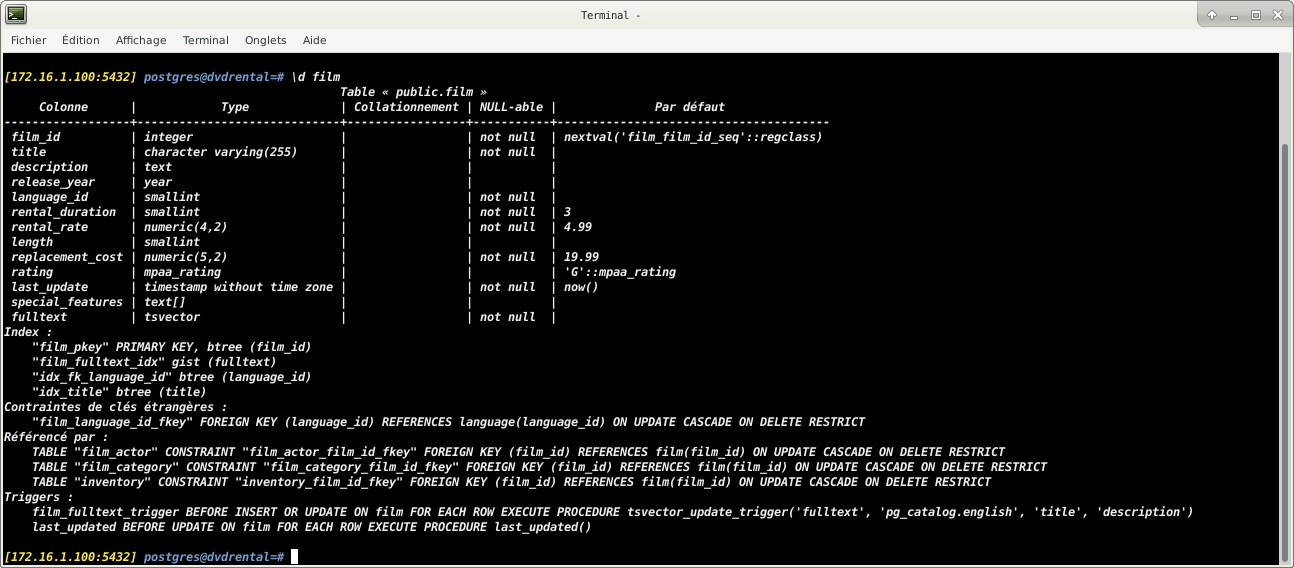 Terminal -
Fichier Édition Affichage Terminal Onglets Aide
[172.16.1.100:5432] postgres@dvdrental=# \d film
Table « public.film »
Colonne | Type | Collationnement | NULL-able | Par défaut
------------------+-----------------------------+-----------------+-----------+---------------------------------------
film_id | integer | | not null | nextval('film_film_id_seq'::regclass)
title | character varying(255) | | not null |
description | text | | |
release_year | year | | |
language_id | smallint | | not null |
rental_duration | smallint | | not null | 3
rental_rate | numeric(4,2) | | not null | 4.99
length | smallint | | |
replacement_cost | numeric(5,2) | | not null | 19.99
rating | mpaa_rating | | | 'G'::mpaa_rating
last_update | timestamp without time zone | | not null | now()
special_features | text[] | | |
fulltext | tsvector | | not null |
Index :
"film_pkey" PRIMARY KEY, btree (film_id)
"film_fulltext_idx" gist (fulltext)
"idx_fk_language_id" btree (language_id)
"idx_title" btree (title)
Contraintes de clés étrangères :
"film_language_id_fkey" FOREIGN KEY (language_id) REFERENCES language(language_id) ON UPDATE CASCADE ON DELETE RESTRICT
Référencé par :
TABLE "film_actor" CONSTRAINT "film_actor_film_id_fkey" FOREIGN KEY (film_id) REFERENCES film(film_id) ON UPDATE CASCADE ON DELETE RESTRICT
TABLE "film_category" CONSTRAINT "film_category_film_id_fkey" FOREIGN KEY (film_id) REFERENCES film(film_id) ON UPDATE CASCADE ON DELETE RESTRICT
TABLE "inventory" CONSTRAINT "inventory_film_id_fkey" FOREIGN KEY (film_id) REFERENCES film(film_id) ON UPDATE CASCADE ON DELETE RESTRICT
Triggers :
film_fulltext_trigger BEFORE INSERT OR UPDATE ON film FOR EACH ROW EXECUTE PROCEDURE tsvector_update_trigger('fulltext', 'pg_catalog.english', 'title', 'description')
last_updated BEFORE UPDATE ON film FOR EACH ROW EXECUTE PROCEDURE last_updated()
[172.16.1.100:5432] postgres@dvdrental=#